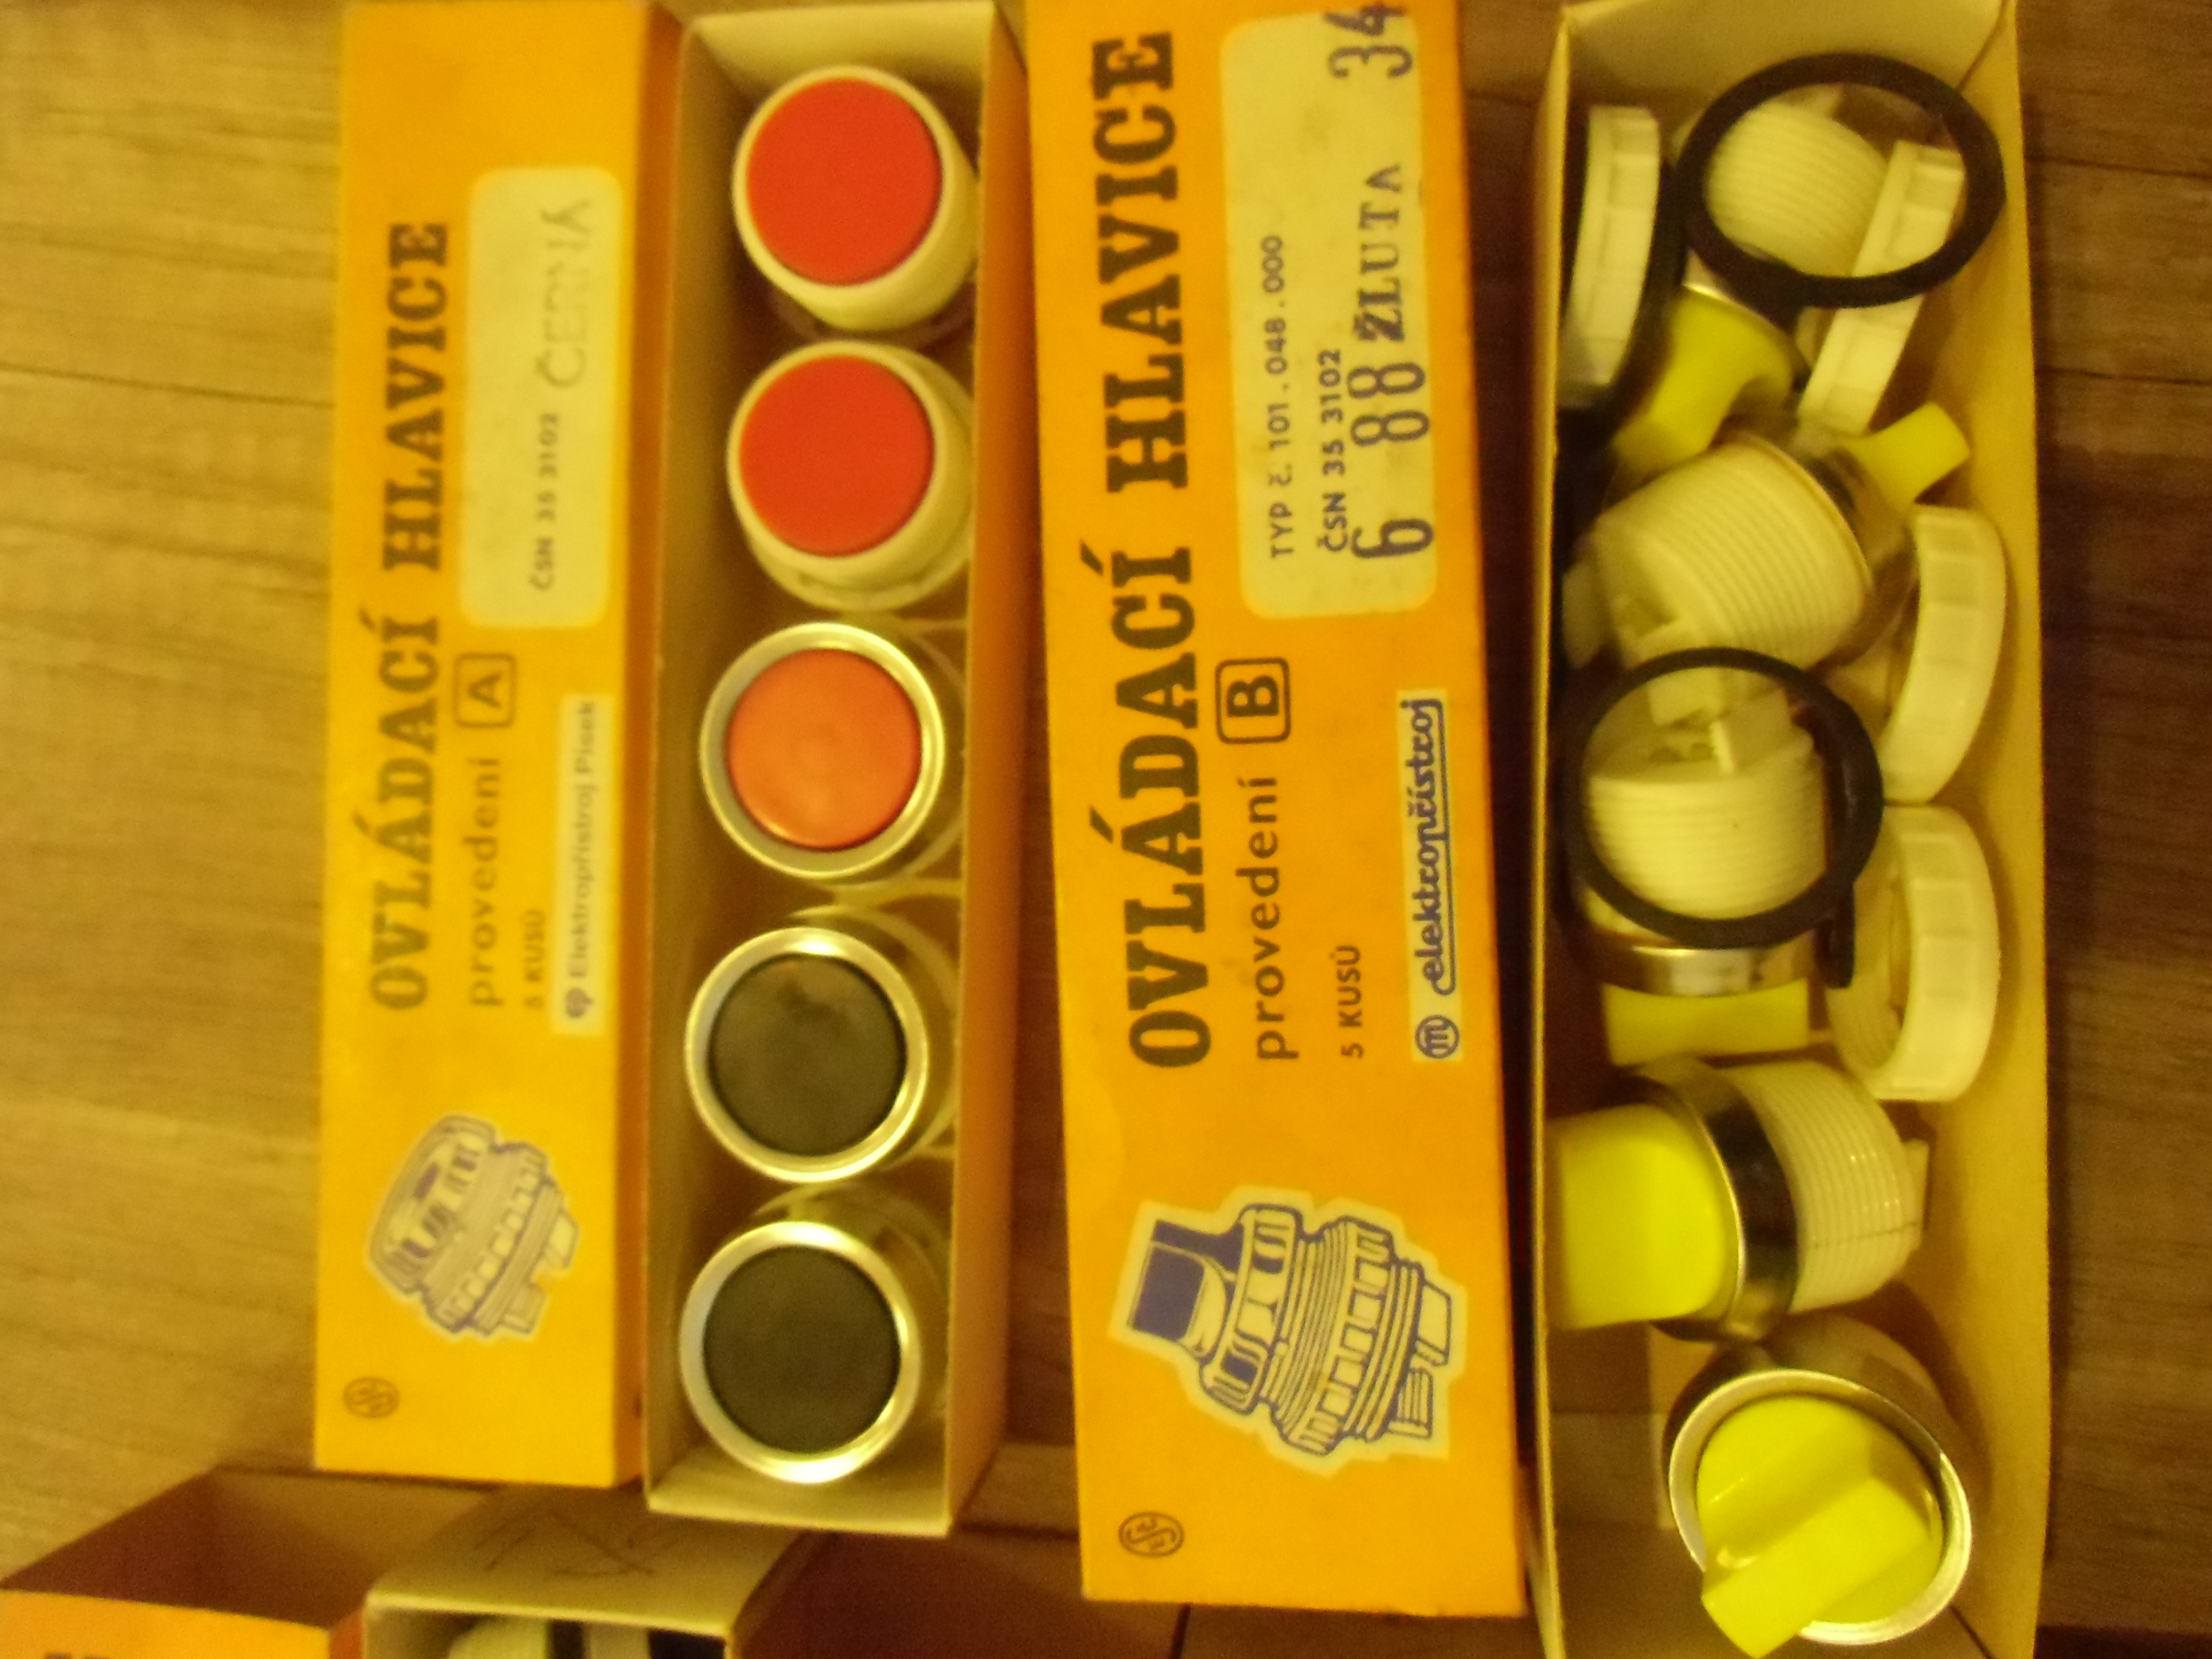 OVLÁDACÍ HLAVICE
provedení A
5 KUSŮ
ČSN 35 3102 ČERNÁ
Elektropřístroj Písek
OVLÁDACÍ HLAVICE
provedení B
5 KUSŮ
TYP č. 101.048.000
ČSN 35 3102
6 88 ŽLUTÁ 34
elektropřístroj